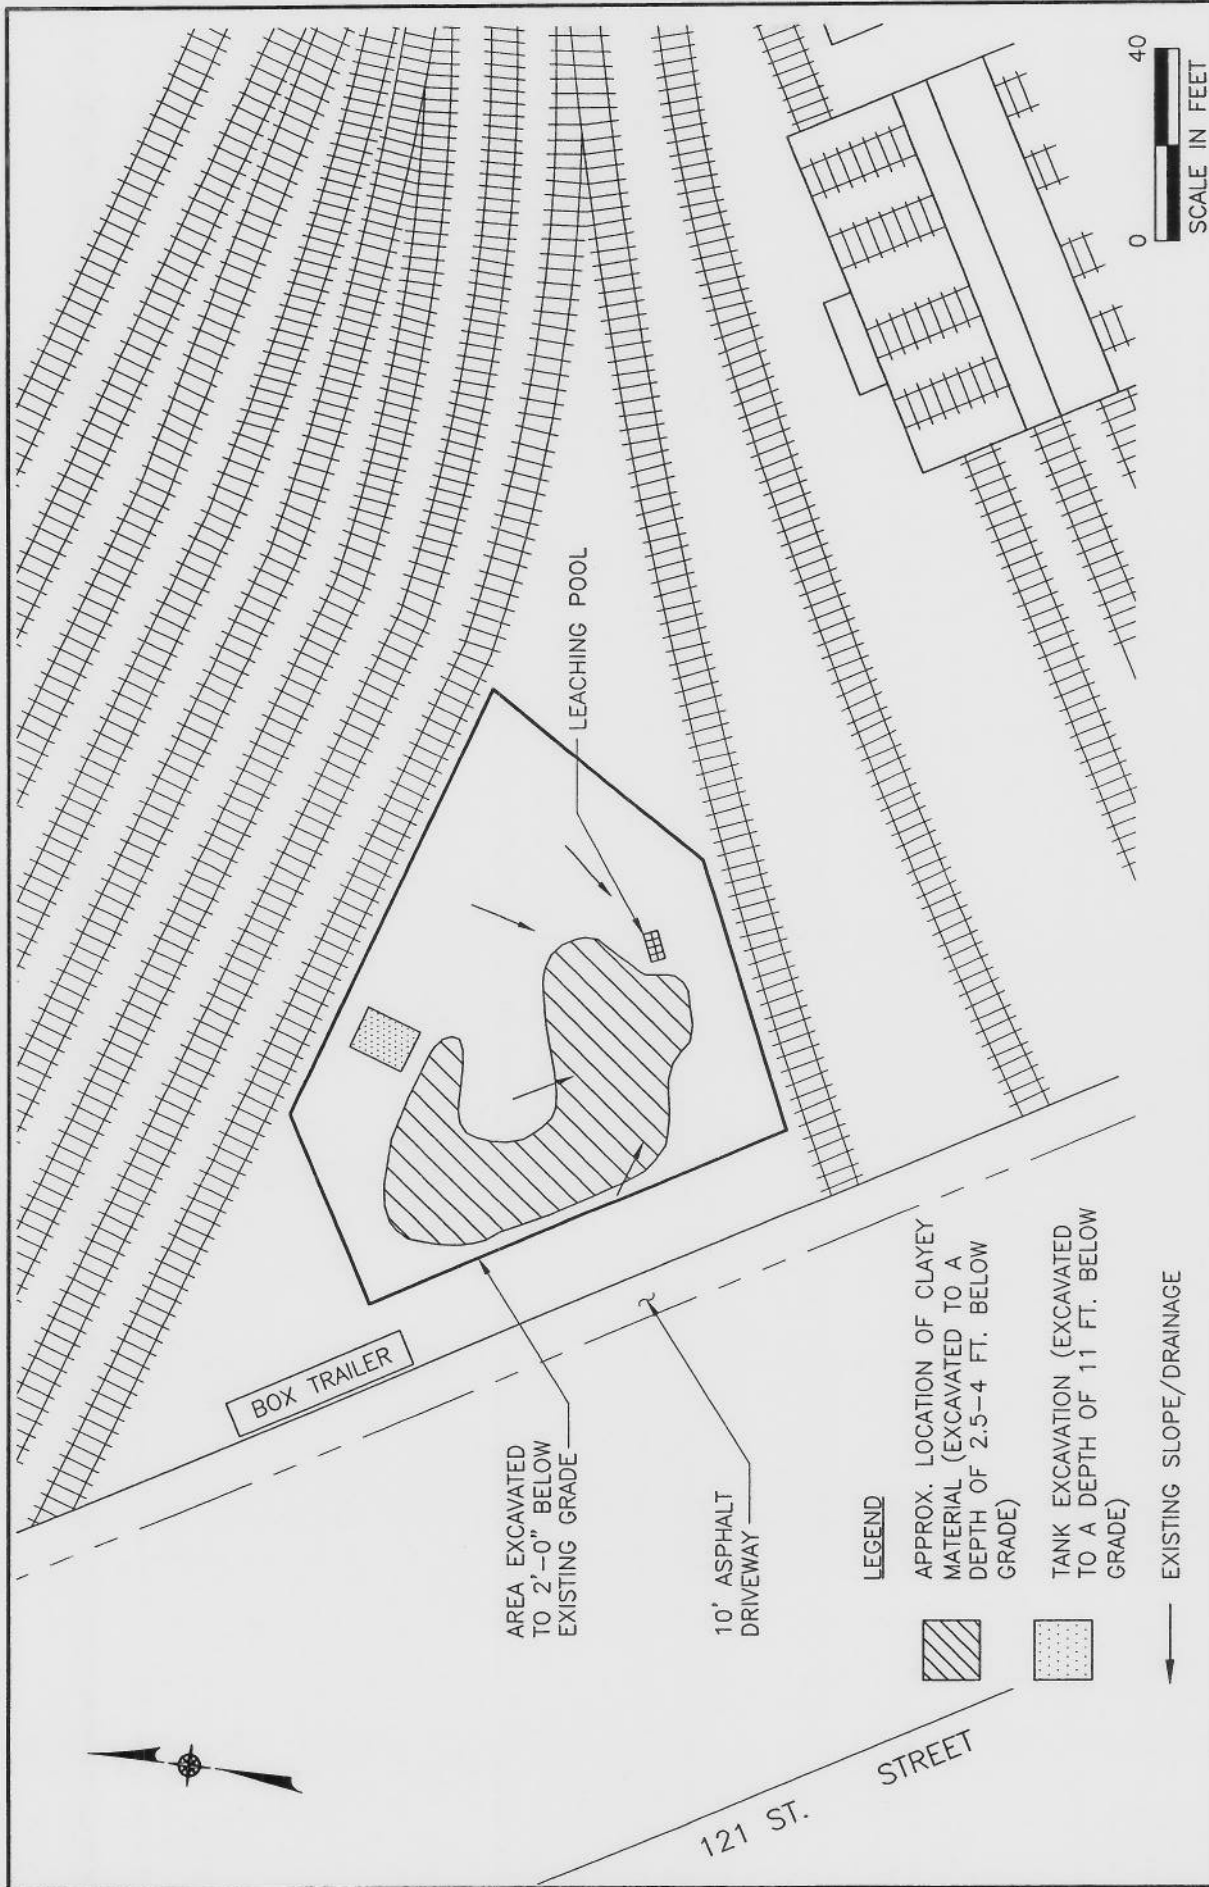 BOX TRAILER
LEACHING POOL
AREA EXCAVATED
TO 2'-0" BELOW
EXISTING GRADE
10' ASPHALT
DRIVEWAY
121 ST. STREET
LEGEND
APPROX. LOCATION OF CLAYEY
MATERIAL (EXCAVATED TO A
DEPTH OF 2.5-4 FT. BELOW
GRADE)
TANK EXCAVATION (EXCAVATED
TO A DEPTH OF 11 FT. BELOW
GRADE)
EXISTING SLOPE/DRAINAGE
0 40
SCALE IN FEET